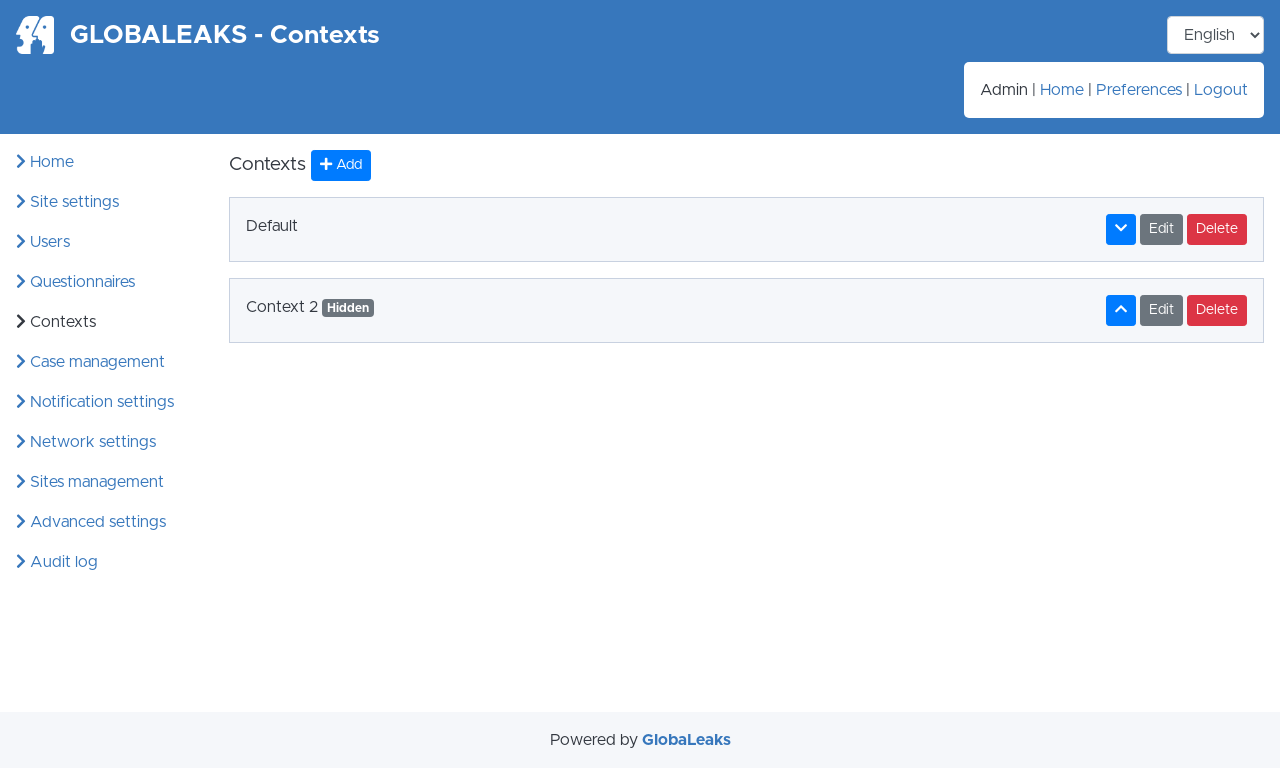 GLOBALEAKS - Contexts
English
Admin | Home | Preferences | Logout
Home
Site settings
Users
Questionnaires
Contexts
Case management
Notification settings
Network settings
Sites management
Advanced settings
Audit log
Contexts Add
Default Edit Delete
Context 2 Hidden Edit Delete
Powered by GlobaLeaks